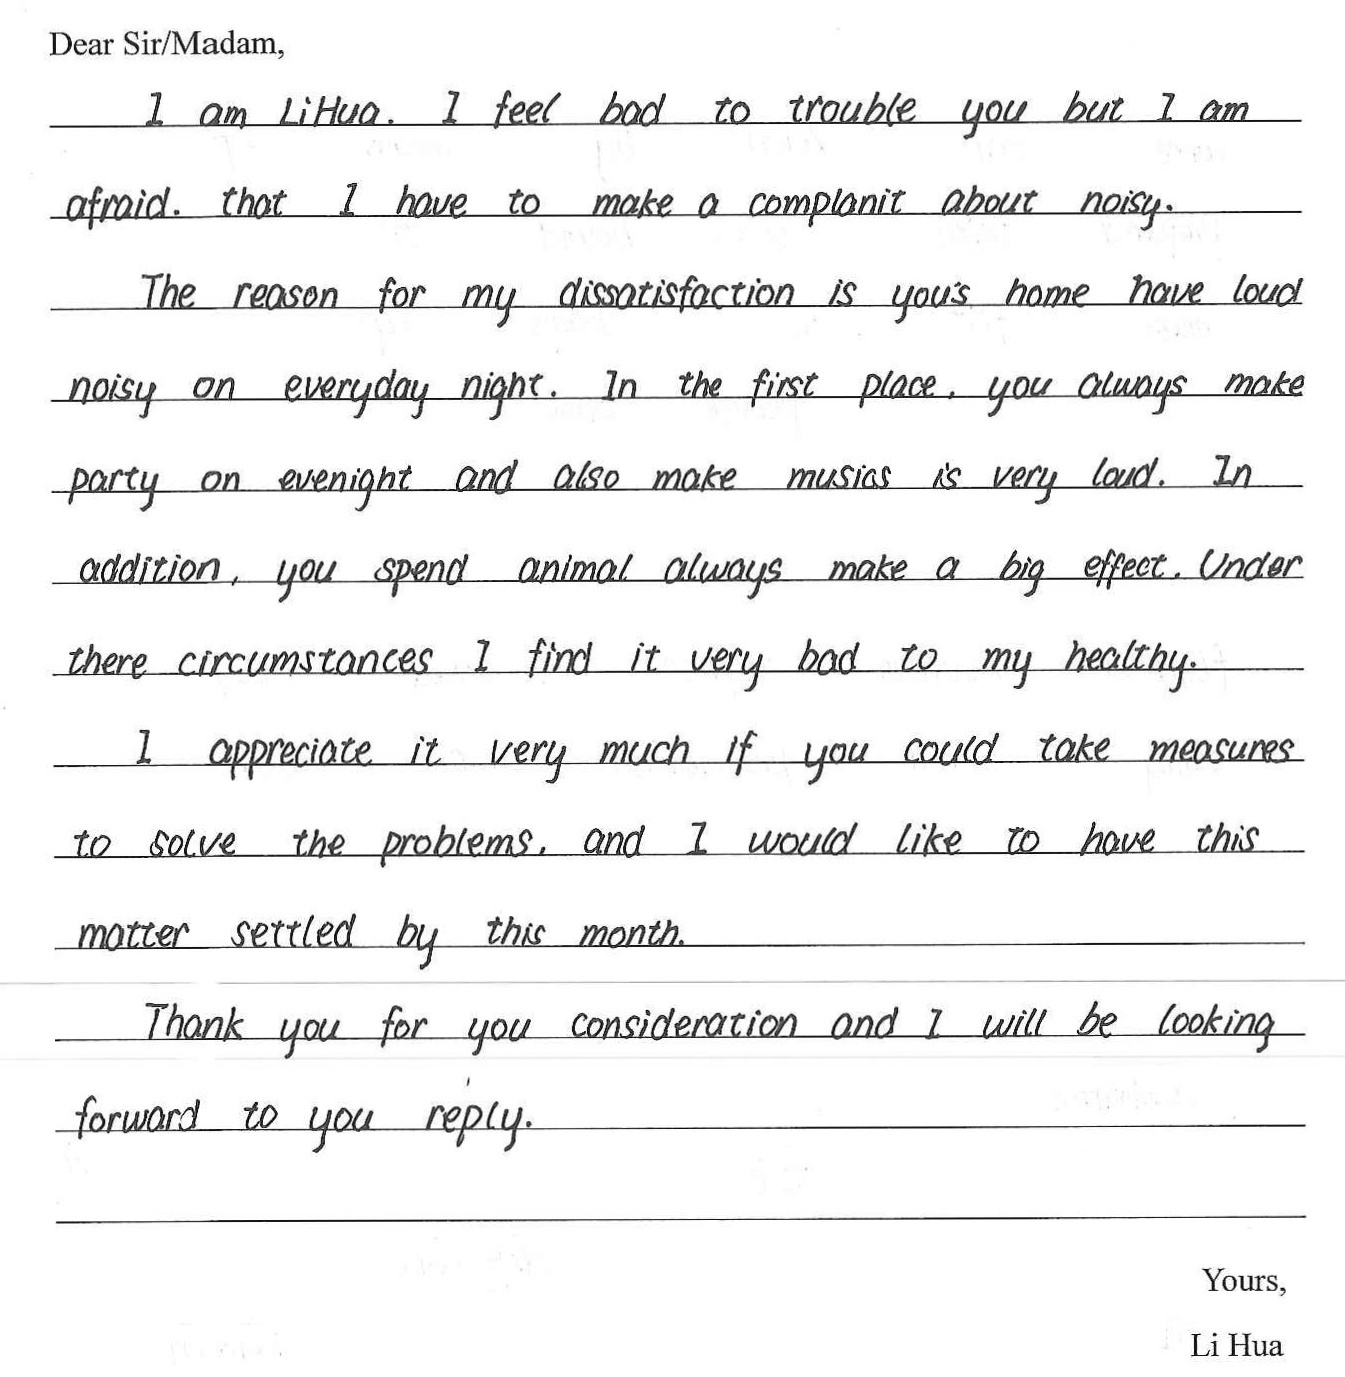 Dear Sir/Madam,
I am LiHua. I feel bad to trouble you but I am
afraid. that I have to make a complanit about noisy.
The reason for my dissatisfaction is you's home have loud
noisy on everyday night. In the first place, you always make
party on evenight and also make musics is very loud. In
addition, you spend animal always make a big effect. Under
there circumstances I find it very bad to my healthy.
I appreciate it very much if you could take measures
to solve the problems, and I would like to have this
matter settled by this month.
Thank you for you consideration and I will be looking
forward to you reply.
Yours,
Li Hua